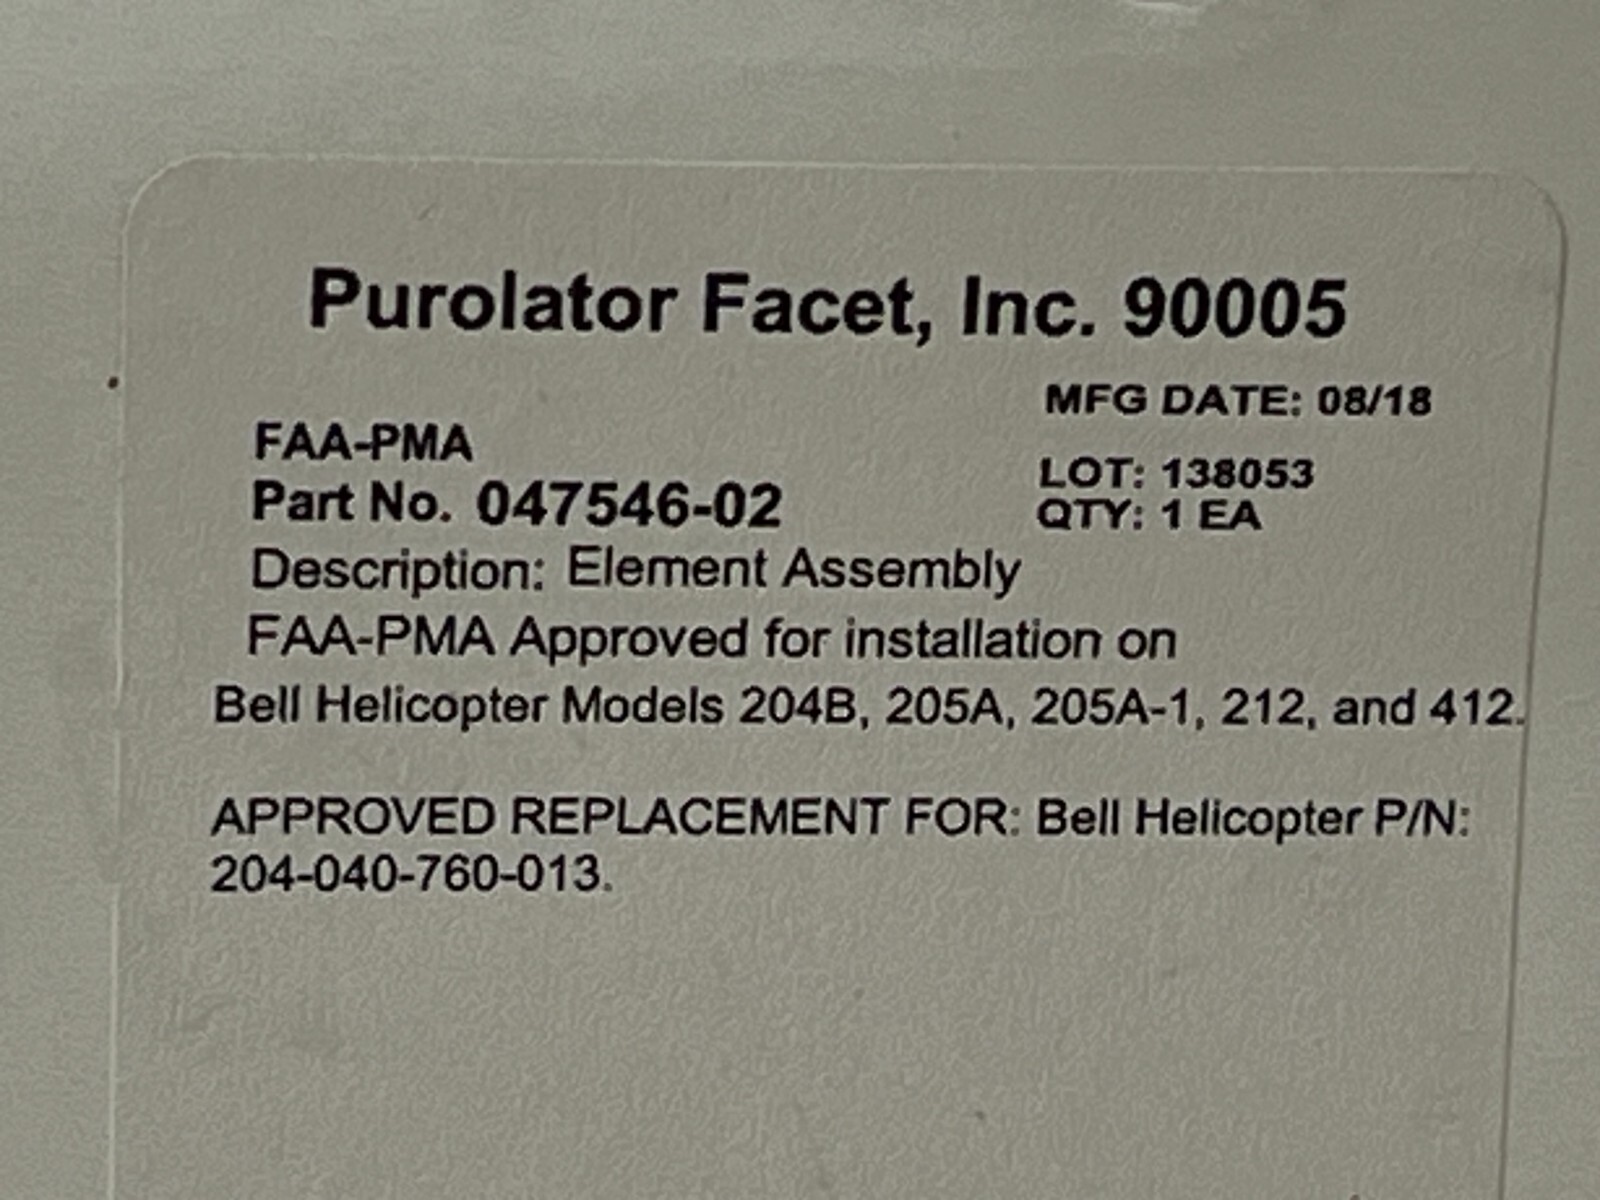 Purolator Facet, Inc. 90005
MFG DATE: 08/18
FAA-PMA
LOT: 138053
Part No. 047546-02
QTY: 1 EA
Description: Element Assembly
FAA-PMA Approved for installation on
Bell Helicopter Models 204B, 205A, 205A-1, 212, and 412.
APPROVED REPLACEMENT FOR: Bell Helicopter P/N:
204-040-760-013.